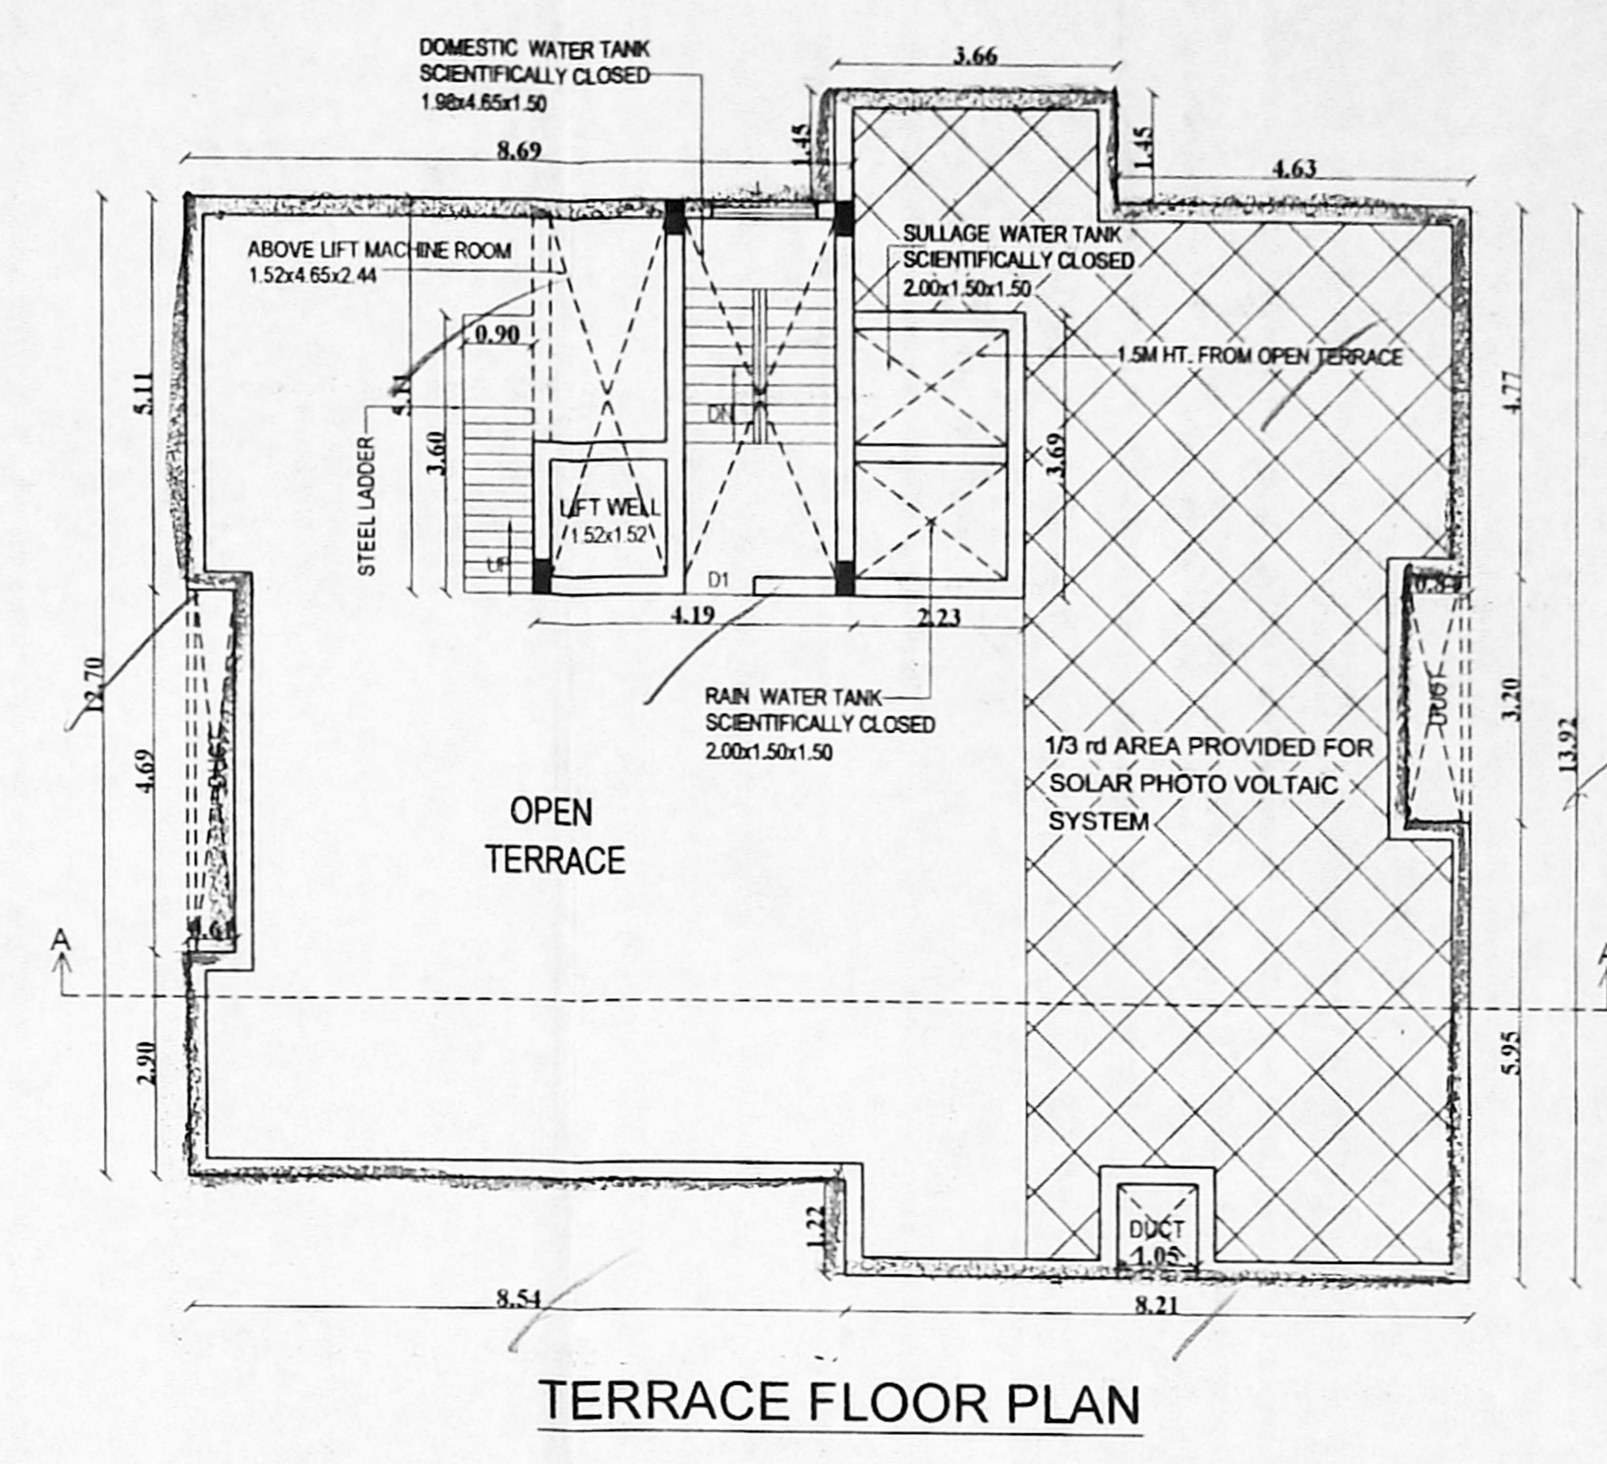 DOMESTIC WATER TANK
SCIENTIFICALLY CLOSED
1.98x4.65x1.50
3.66
1.45
1.45
8.69
4.63
ABOVE LIFT MACHINE ROOM
1.52x4.65x2.44
SULLAGE WATER TANK
SCIENTIFICALLY CLOSED
2.00x1.50x1.50
0.90
1.5M HT. FROM OPEN TERRACE
5.11
5.11
4.77
STEEL LADDER
3.60
DN
3.69
LIFT WELL
1.52x1.52
UP
D1
4.19
2.23
12.70
RAIN WATER TANK
SCIENTIFICALLY CLOSED
2.00x1.50x1.50
DUCT
3.20
13.92
1/3 rd AREA PROVIDED FOR
SOLAR PHOTO VOLTAIC
SYSTEM
4.69
DUCT
OPEN
TERRACE
A
A
2.90
5.95
1.22
DUCT
1.05
8.54
8.21
TERRACE FLOOR PLAN